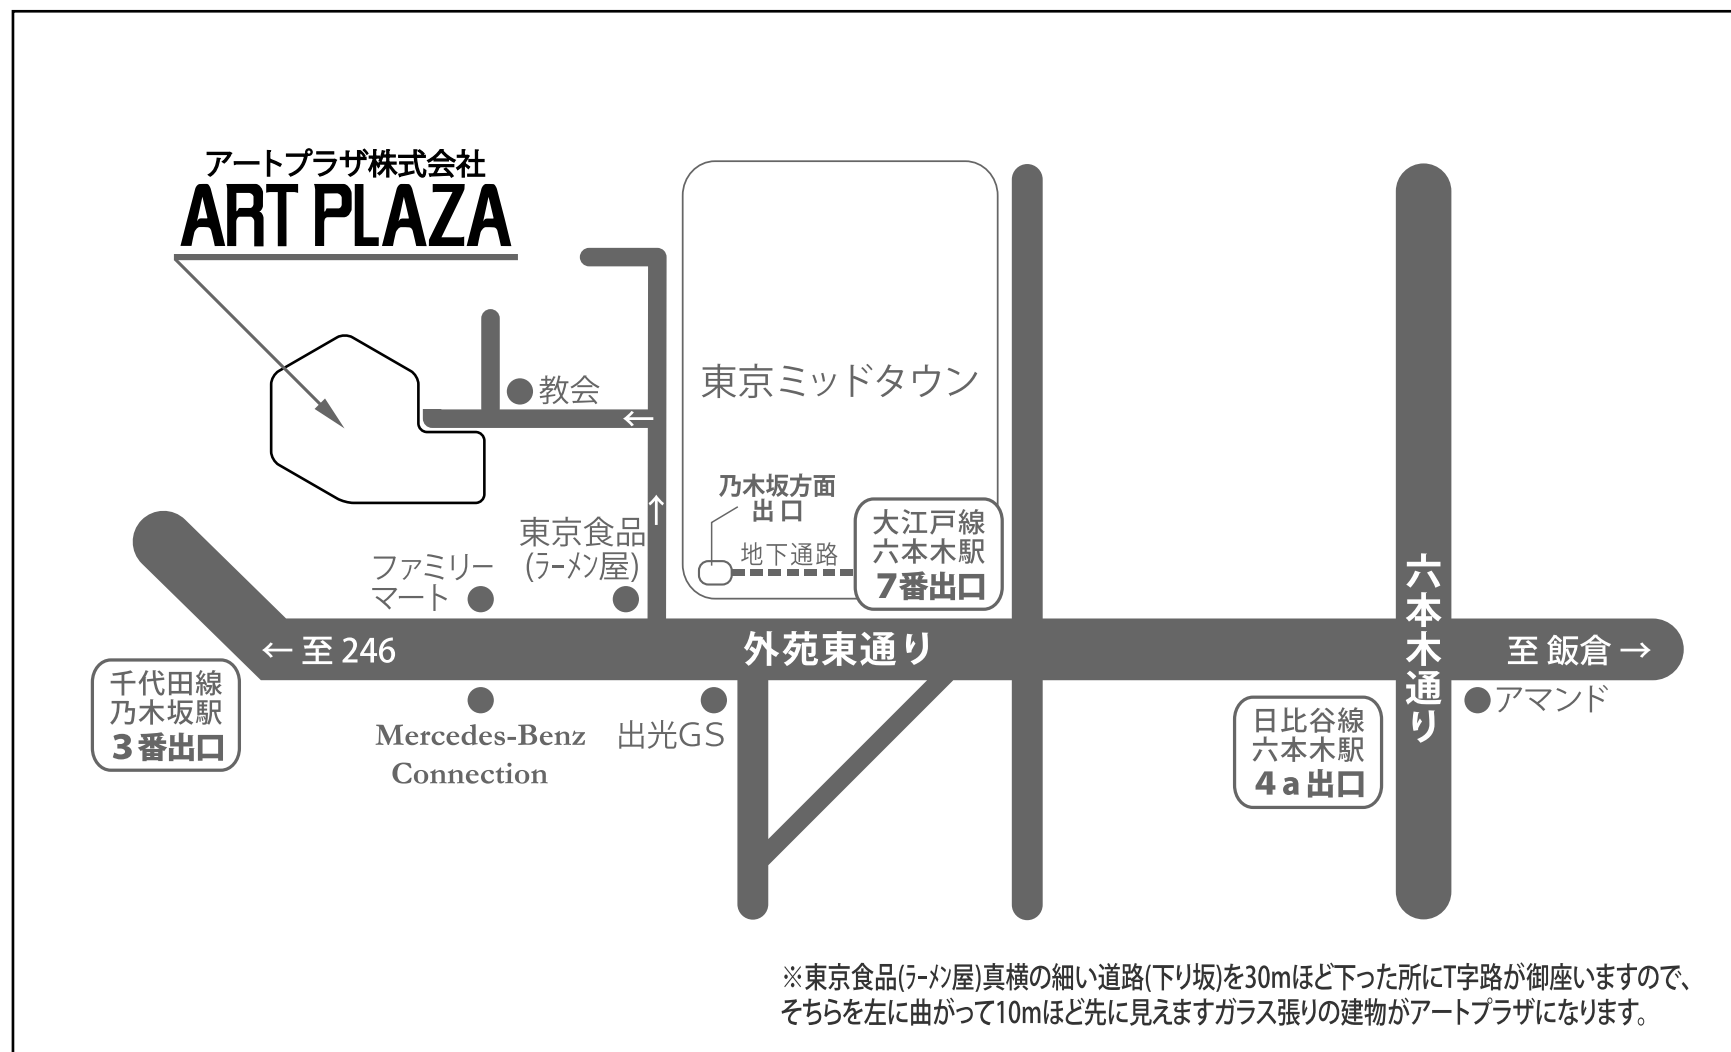 アートプラザ株式会社
ART PLAZA
東京ミッドタウン
●教会
←
↑
乃木坂方面
出口
地下通路
大江戸線
六本木駅
7番出口
東京食品
(ﾗｰﾒﾝ屋)
ファミリー
マート
← 至 246
外苑東通り
六本木通り
至 飯倉 →
千代田線
乃木坂駅
3番出口
Mercedes-Benz
Connection
出光GS
日比谷線
六本木駅
4a出口
●アマンド
※東京食品(ﾗｰﾒﾝ屋)真横の細い道路(下り坂)を30mほど下った所にT字路が御座いますので、
そちらを左に曲がって10mほど先に見えますガラス張りの建物がアートプラザになります。